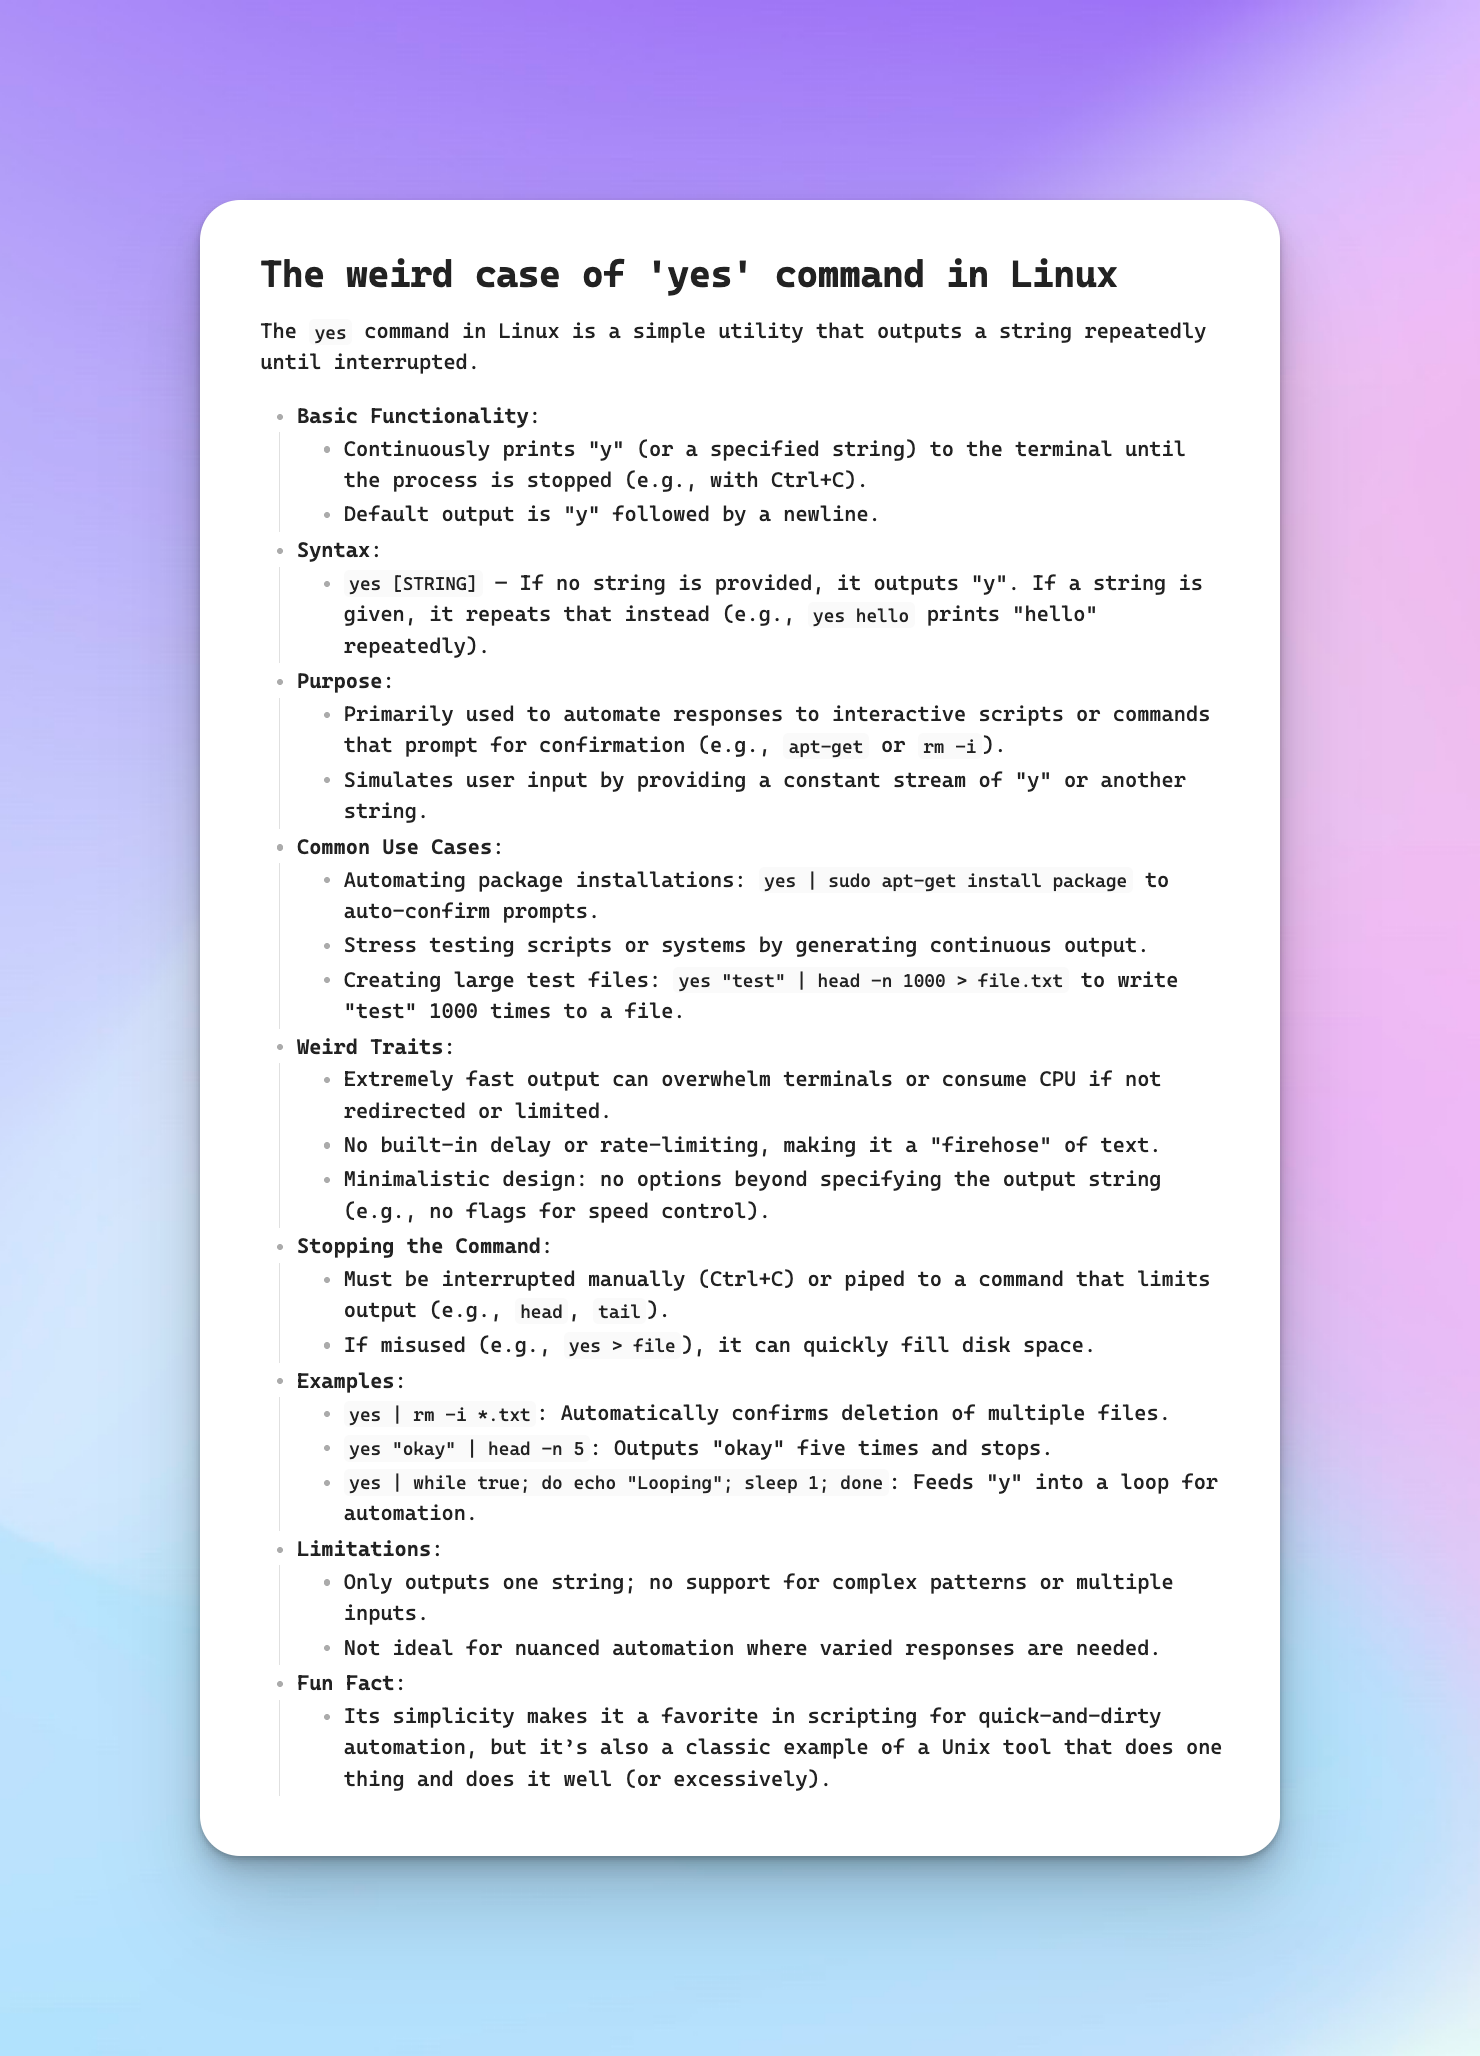 The weird case of 'yes' command in Linux
The yes command in Linux is a simple utility that outputs a string repeatedly
until interrupted.
• Basic Functionality:
• Continuously prints "y" (or a specified string) to the terminal until
the process is stopped (e.g., with Ctrl+C).
• Default output is "y" followed by a newline.
• Syntax:
• yes [STRING] – If no string is provided, it outputs "y". If a string is
given, it repeats that instead (e.g., yes hello prints "hello"
repeatedly).
• Purpose:
• Primarily used to automate responses to interactive scripts or commands
that prompt for confirmation (e.g., apt-get or rm -i).
• Simulates user input by providing a constant stream of "y" or another
string.
• Common Use Cases:
• Automating package installations: yes | sudo apt-get install package to
auto-confirm prompts.
• Stress testing scripts or systems by generating continuous output.
• Creating large test files: yes "test" | head -n 1000 > file.txt to write
"test" 1000 times to a file.
• Weird Traits:
• Extremely fast output can overwhelm terminals or consume CPU if not
redirected or limited.
• No built-in delay or rate-limiting, making it a "firehose" of text.
• Minimalistic design: no options beyond specifying the output string
(e.g., no flags for speed control).
• Stopping the Command:
• Must be interrupted manually (Ctrl+C) or piped to a command that limits
output (e.g., head, tail).
• If misused (e.g., yes > file), it can quickly fill disk space.
• Examples:
• yes | rm -i *.txt: Automatically confirms deletion of multiple files.
• yes "okay" | head -n 5: Outputs "okay" five times and stops.
• yes | while true; do echo "Looping"; sleep 1; done: Feeds "y" into a loop for
automation.
• Limitations:
• Only outputs one string; no support for complex patterns or multiple
inputs.
• Not ideal for nuanced automation where varied responses are needed.
• Fun Fact:
• Its simplicity makes it a favorite in scripting for quick-and-dirty
automation, but it’s also a classic example of a Unix tool that does one
thing and does it well (or excessively).